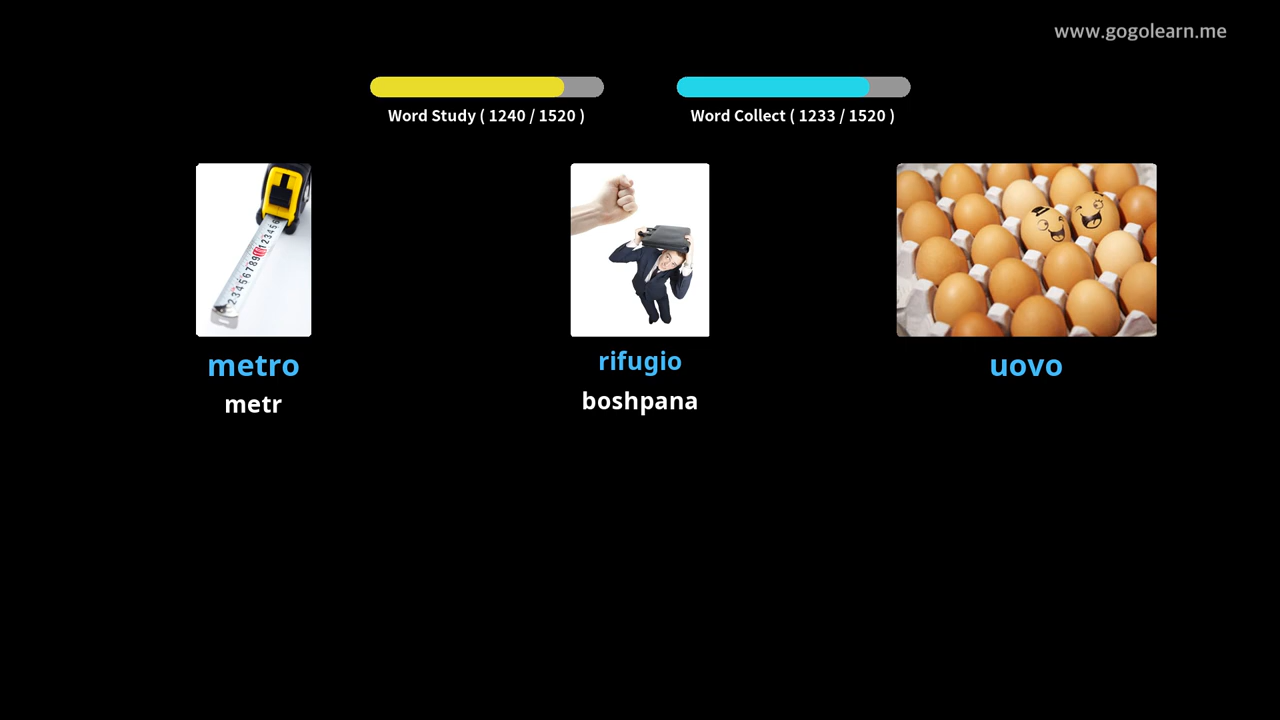 www.gogolearn.me
Word Study ( 1240 / 1520 )
Word Collect ( 1233 / 1520 )
metro
metr
rifugio
boshpana
uovo